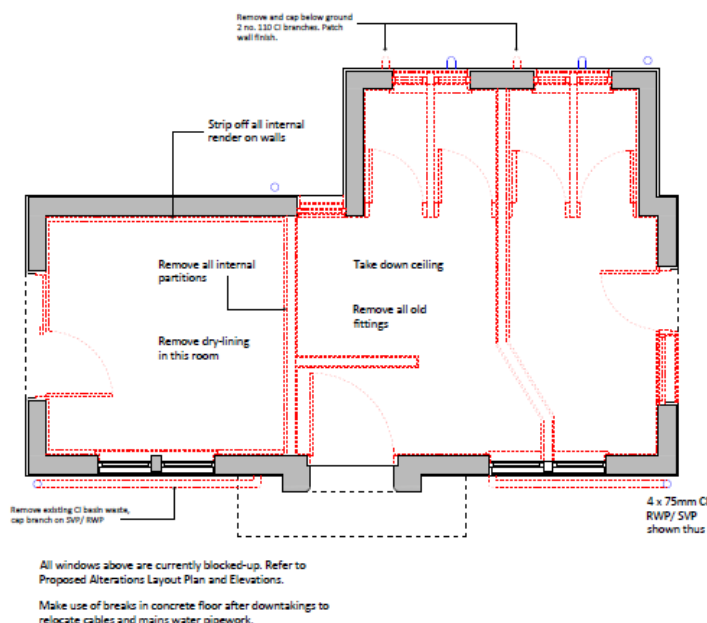 Remove and cap below ground
2 no. 110 CI branches. Patch
wall finish.
Strip off all internal
render on walls
Remove all internal
partitions
Take down ceiling
Remove all old
fittings
Remove dry-lining
in this room
Remove existing CI basin waste,
cap branch on SVP/ RWP
4 x 75mm CI
RWP/ SVP
shown thus
All windows above are currently blocked-up. Refer to
Proposed Alterations Layout Plan and Elevations.
Make use of breaks in concrete floor after downtakings to
relocate cables and mains water pipework.